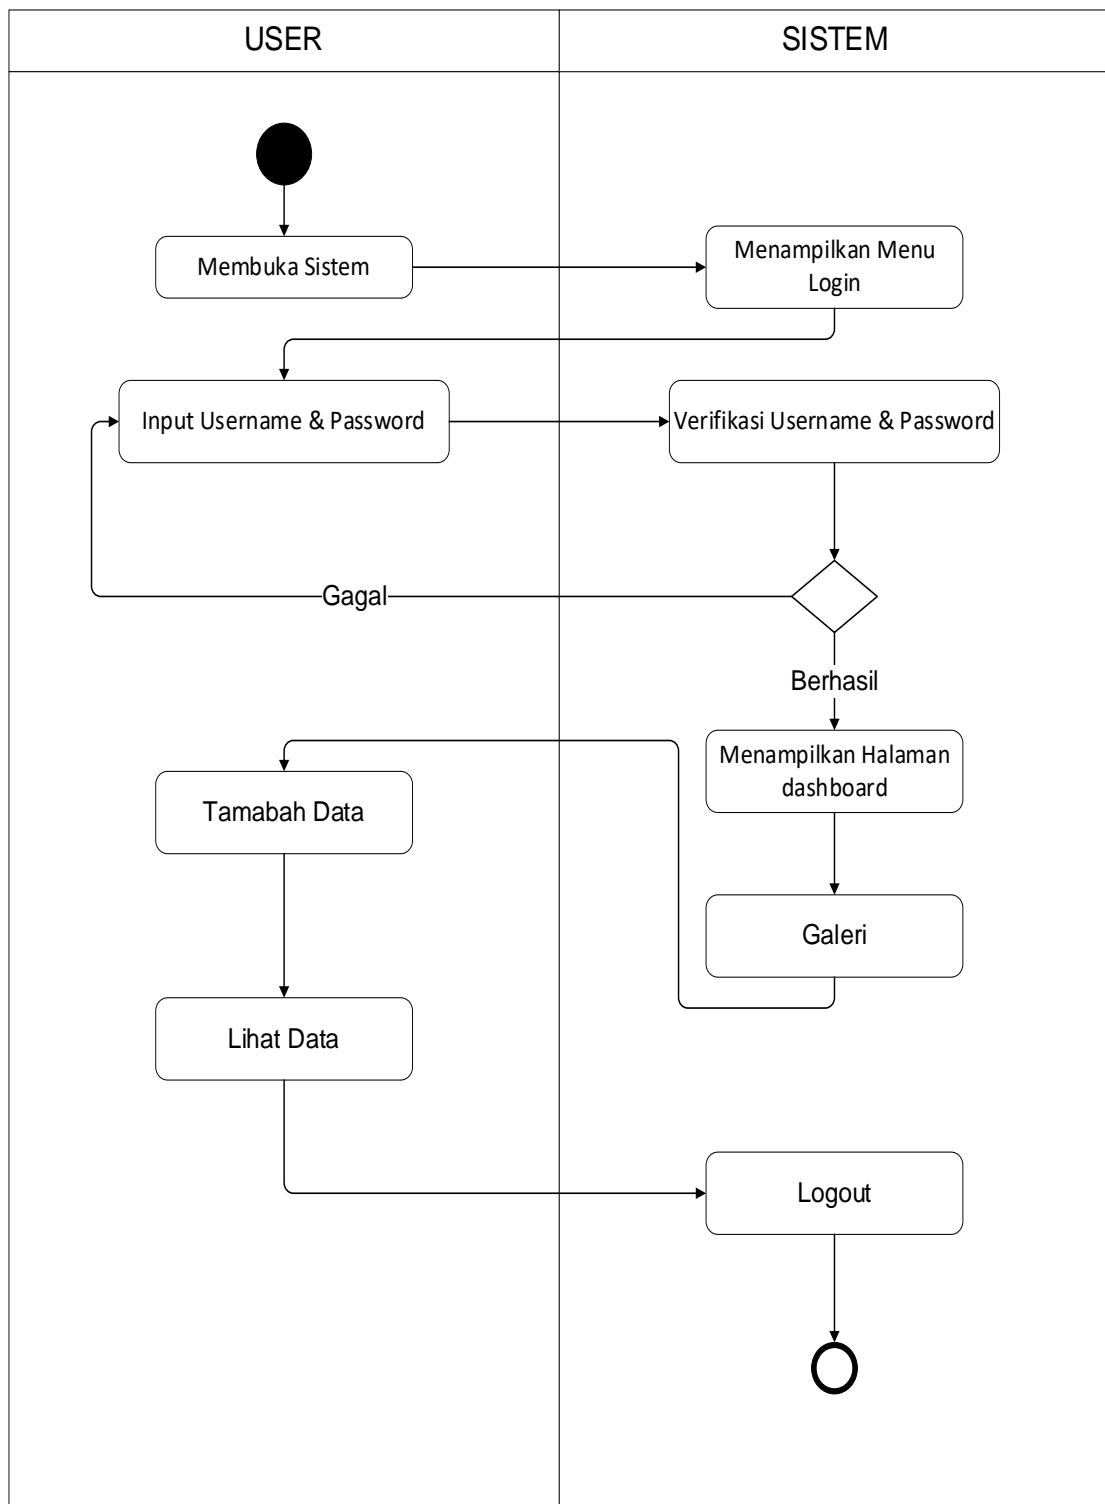 USER
SISTEM
Membuka Sistem
Menampilkan Menu
Login
Input Username & Password
Verifikasi Username & Password
Gagal
Berhasil
Menampilkan Halaman
dashboard
Tamabah Data
Galeri
Lihat Data
Logout